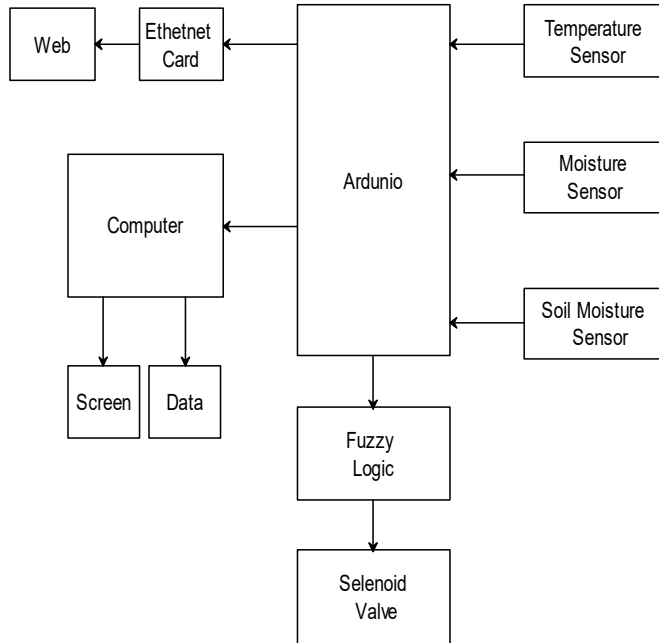 Web
Ethetnet
Card
Temperature
Sensor
Ardunio
Moisture
Sensor
Computer
Soil Moisture
Sensor
Screen
Data
Fuzzy
Logic
Selenoid
Valve